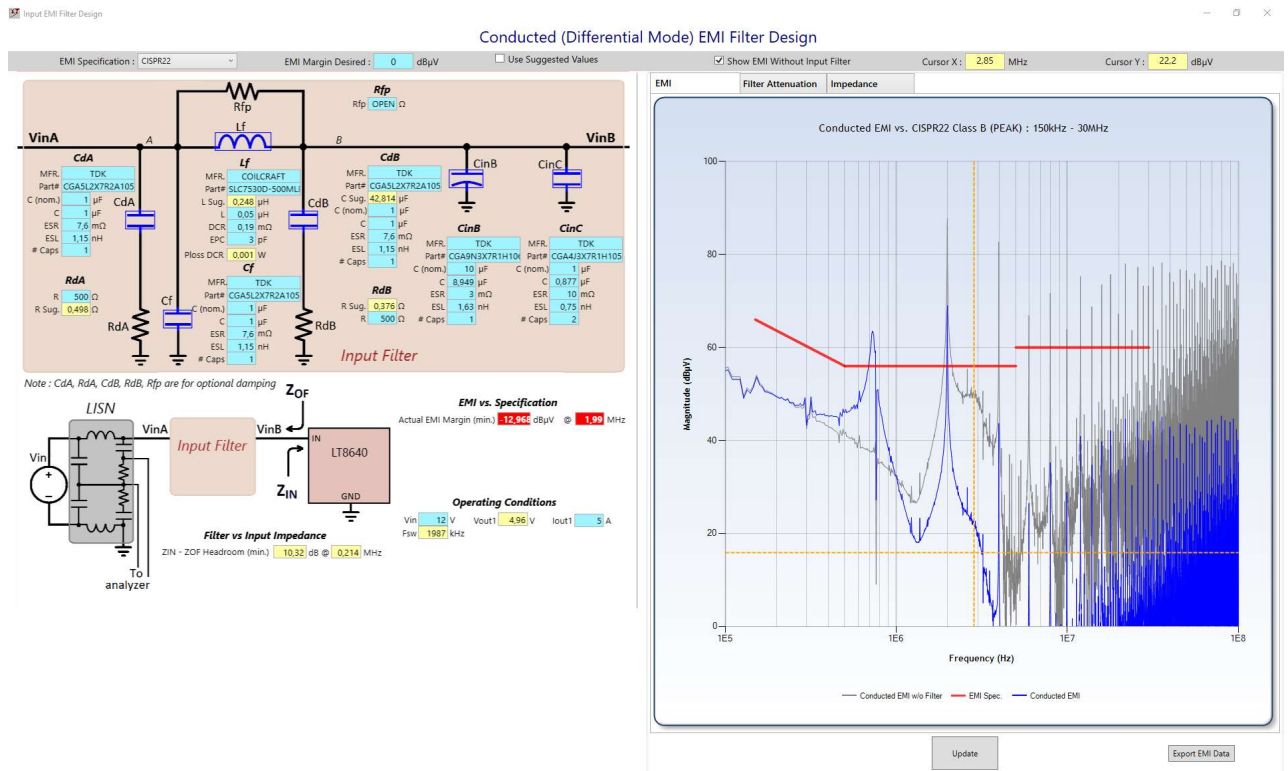 Input EMI Filter Design
Conducted (Differential Mode) EMI Filter Design
EMI Specification : CISPR22
EMI Margin Desired : 0 dBµV
Use Suggested Values
Show EMI Without Input Filter
Cursor X : 2,85 MHz
Cursor Y : 22,2 dBµV
Rfp
Rfp OPEN Ω
Rfp
Lf
VinA
A
B
VinB
CdA
MFR. TDK
Part# CGA5L2X7R2A105
C (nom.) 1 µF
C 1 µF
ESR 7,6 mΩ
ESL 1,15 nH
# Caps 1
CdA
RdA
R 500 Ω
R Sug. 0,498 Ω
RdA
Lf
MFR. COILCRAFT
Part# SLC7530D-500MLI
L Sug. 0,248 µH
L 0,05 µH
DCR 0,19 mΩ
EPC 3 pF
Ploss DCR 0,001 W
Cf
MFR. TDK
Part# CGA5L2X7R2A105
C (nom.) 1 µF
C 1 µF
ESR 7,6 mΩ
ESL 1,15 nH
# Caps 1
Cf
CdB
RdB
CdB
MFR. TDK
Part# CGA5L2X7R2A105
C Sug. 42,814 µF
C (nom.) 1 µF
C 1 µF
ESR 7,6 mΩ
ESL 1,15 nH
# Caps 1
RdB
R Sug. 0,376 Ω
R 500 Ω
CinB
CinC
CinB
MFR. TDK
Part# CGA9N3X7R1H10
C (nom.) 10 µF
C 8,949 µF
ESR 3 mΩ
ESL 1,63 nH
# Caps 1
CinC
MFR. TDK
Part# CGA4J3X7R1H105
C (nom.) 1 µF
C 0,877 µF
ESR 10 mΩ
ESL 0,75 nH
# Caps 2
Input Filter
Note : CdA, RdA, CdB, RdB, Rfp are for optional damping
LISN
Vin
VinA
Input Filter
VinB
ZOF
ZIN
IN
LT8640
GND
To
analyzer
EMI vs. Specification
Actual EMI Margin (min.) -12,968 dBµV @ 1,99 MHz
Operating Conditions
Vin 12 V Vout1 4,96 V Iout1 5 A
Fsw 1987 kHz
Filter vs Input Impedance
ZIN - ZOF Headroom (min.) 10,32 dB @ 0,214 MHz
EMI
Filter Attenuation
Impedance
Conducted EMI vs. CISPR22 Class B (PEAK) : 150kHz - 30MHz
Magnitude (dBµV)
100
80
60
40
20
0
1E5
1E6
1E7
1E8
Frequency (Hz)
Conducted EMI w/o Filter
EMI Spec.
Conducted EMI
Update
Export EMI Data